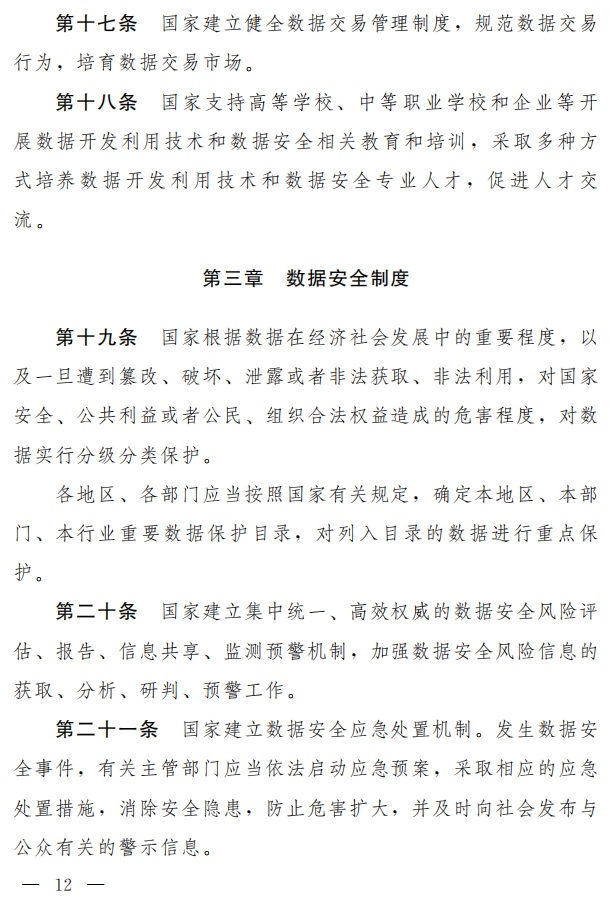 第十七条　国家建立健全数据交易管理制度，规范数据交易
行为，培育数据交易市场。
第十八条　国家支持高等学校、中等职业学校和企业等开
展数据开发利用技术和数据安全相关教育和培训，采取多种方
式培养数据开发利用技术和数据安全专业人才，促进人才交
流。
第三章　数据安全制度
第十九条　国家根据数据在经济社会发展中的重要程度，以
及一旦遭到篡改、破坏、泄露或者非法获取、非法利用，对国家
安全、公共利益或者公民、组织合法权益造成的危害程度，对数
据实行分级分类保护。
各地区、各部门应当按照国家有关规定，确定本地区、本部
门、本行业重要数据保护目录，对列入目录的数据进行重点保
护。
第二十条　国家建立集中统一、高效权威的数据安全风险评
估、报告、信息共享、监测预警机制，加强数据安全风险信息的
获取、分析、研判、预警工作。
第二十一条　国家建立数据安全应急处置机制。发生数据安
全事件，有关主管部门应当依法启动应急预案，采取相应的应急
处置措施，消除安全隐患，防止危害扩大，并及时向社会发布与
公众有关的警示信息。
— 12 —